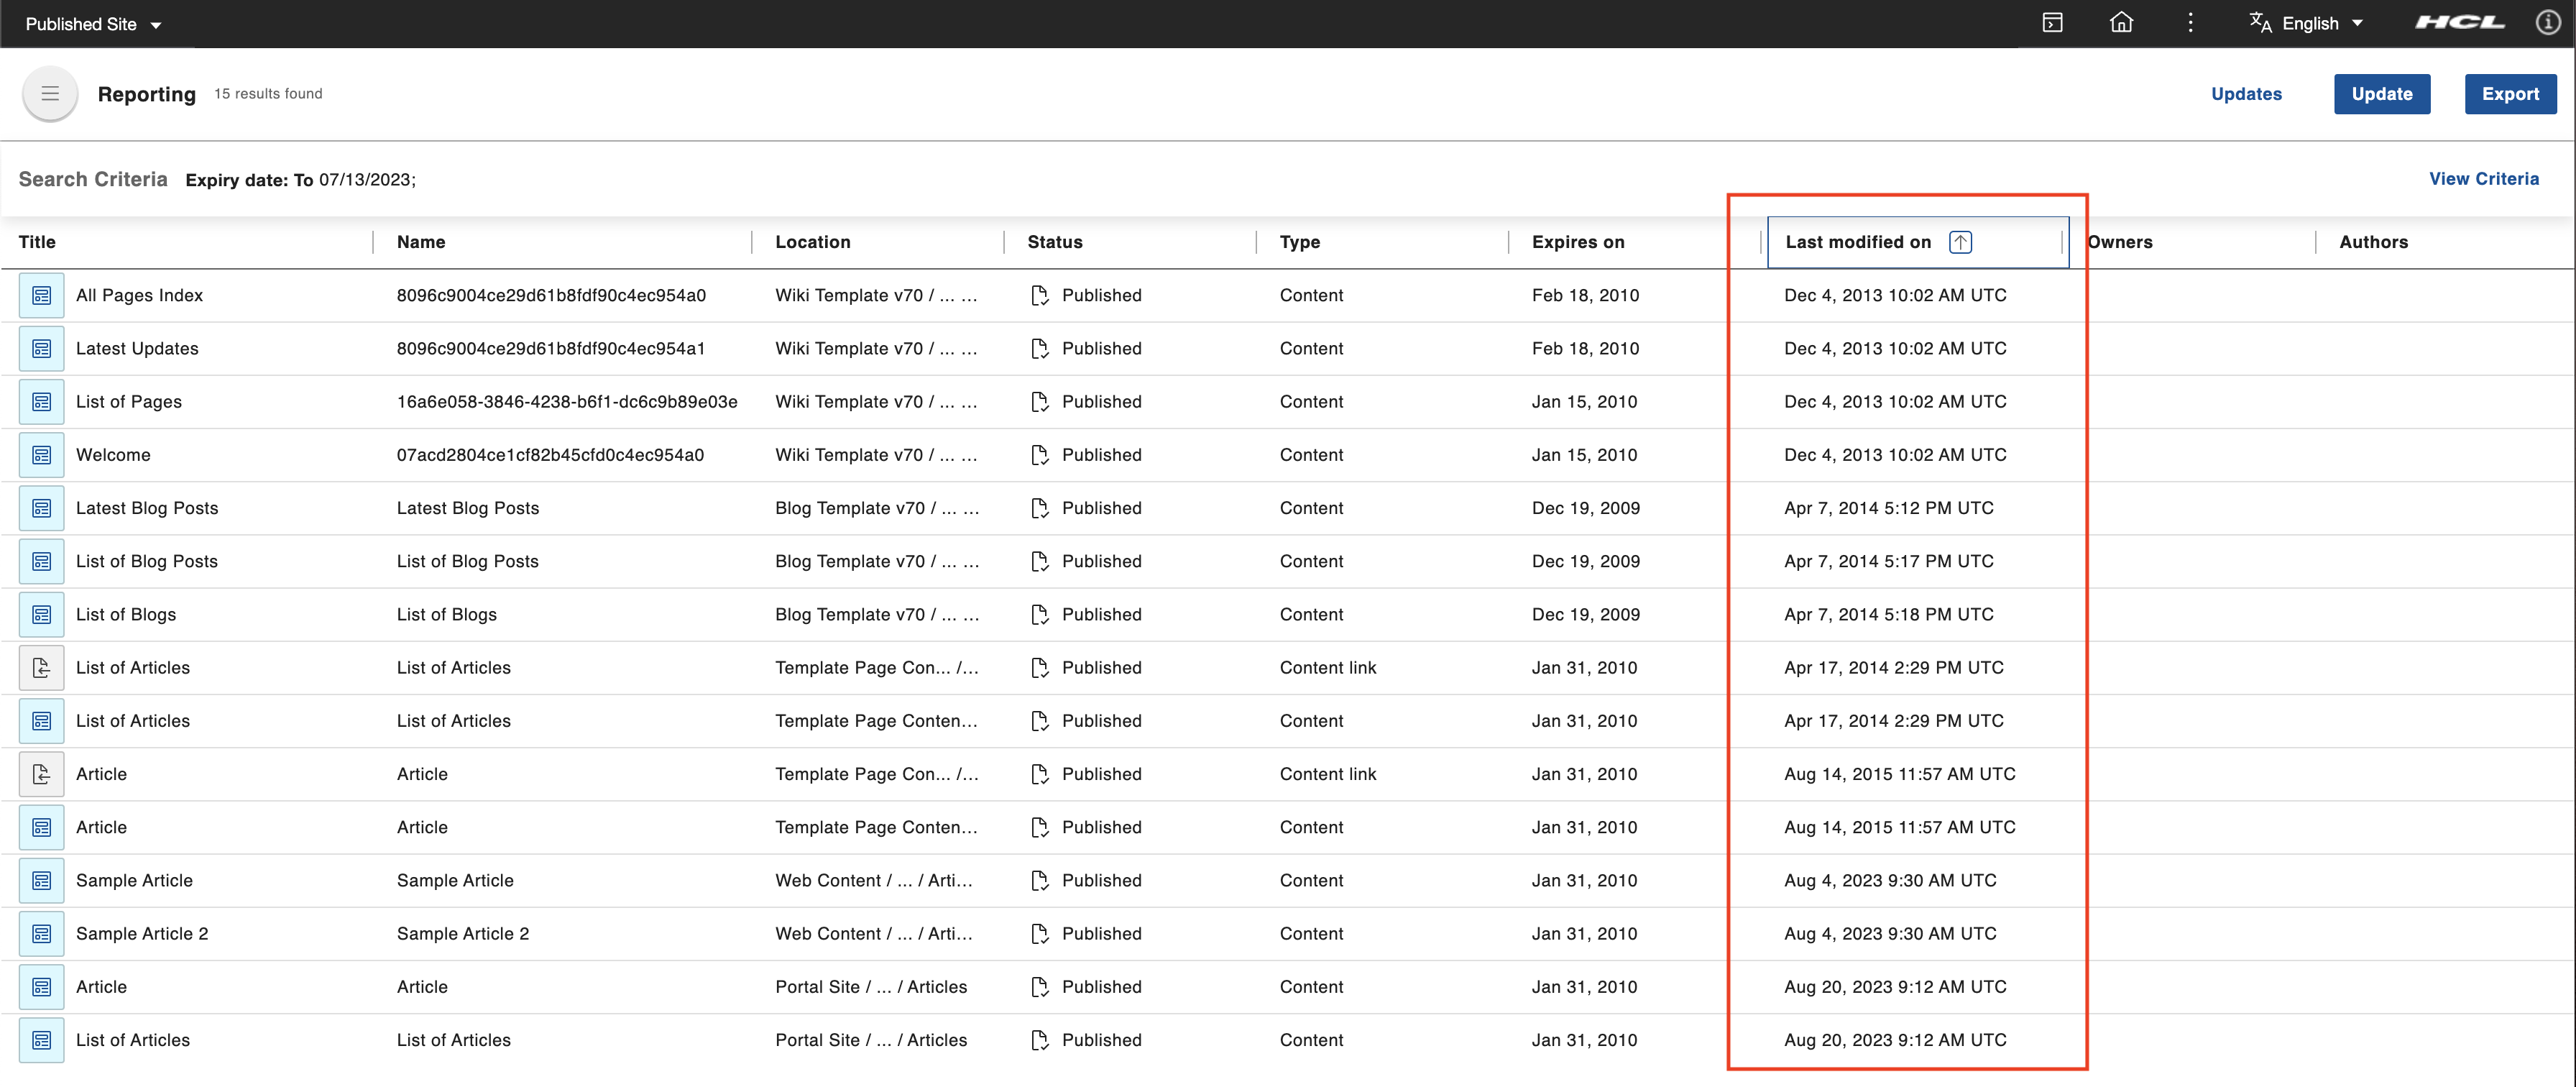 Published Site
English
HCL
Reporting 15 results found Updates Update Export
Search Criteria Expiry date: To 07/13/2023; View Criteria
Title Name Location Status Type Expires on Last modified on Owners Authors
All Pages Index 8096c9004ce29d61b8fdf90c4ec954a0 Wiki Template v70 / ... ... Published Content Feb 18, 2010 Dec 4, 2013 10:02 AM UTC
Latest Updates 8096c9004ce29d61b8fdf90c4ec954a1 Wiki Template v70 / ... ... Published Content Feb 18, 2010 Dec 4, 2013 10:02 AM UTC
List of Pages 16a6e058-3846-4238-b6f1-dc6c9b89e03e Wiki Template v70 / ... ... Published Content Jan 15, 2010 Dec 4, 2013 10:02 AM UTC
Welcome 07acd2804ce1cf82b45cfd0c4ec954a0 Wiki Template v70 / ... ... Published Content Jan 15, 2010 Dec 4, 2013 10:02 AM UTC
Latest Blog Posts Latest Blog Posts Blog Template v70 / ... ... Published Content Dec 19, 2009 Apr 7, 2014 5:12 PM UTC
List of Blog Posts List of Blog Posts Blog Template v70 / ... ... Published Content Dec 19, 2009 Apr 7, 2014 5:17 PM UTC
List of Blogs List of Blogs Blog Template v70 / ... ... Published Content Dec 19, 2009 Apr 7, 2014 5:18 PM UTC
List of Articles List of Articles Template Page Con... /... Published Content link Jan 31, 2010 Apr 17, 2014 2:29 PM UTC
List of Articles List of Articles Template Page Conten... Published Content Jan 31, 2010 Apr 17, 2014 2:29 PM UTC
Article Article Template Page Con... /... Published Content link Jan 31, 2010 Aug 14, 2015 11:57 AM UTC
Article Article Template Page Conten... Published Content Jan 31, 2010 Aug 14, 2015 11:57 AM UTC
Sample Article Sample Article Web Content / ... / Arti... Published Content Jan 31, 2010 Aug 4, 2023 9:30 AM UTC
Sample Article 2 Sample Article 2 Web Content / ... / Arti... Published Content Jan 31, 2010 Aug 4, 2023 9:30 AM UTC
Article Article Portal Site / ... / Articles Published Content Jan 31, 2010 Aug 20, 2023 9:12 AM UTC
List of Articles List of Articles Portal Site / ... / Articles Published Content Jan 31, 2010 Aug 20, 2023 9:12 AM UTC